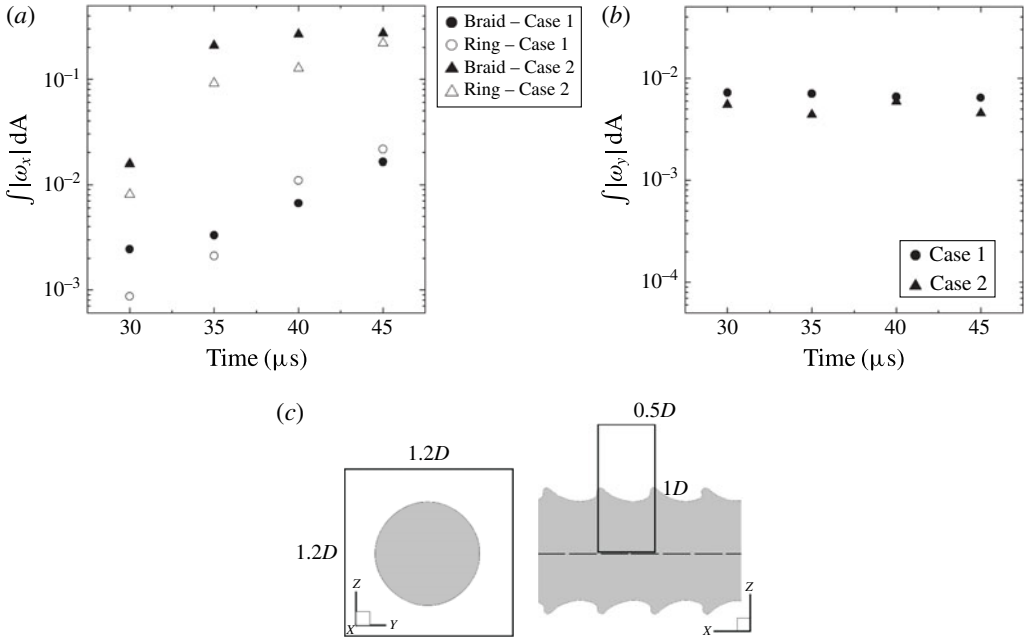 (a)
∫|ω_x| dA
10^−1
10^−2
10^−3
30 35 40 45
Time (μs)
Braid – Case 1
Ring – Case 1
Braid – Case 2
Ring – Case 2
(b)
∫|ω_y| dA
10^−2
10^−3
10^−4
30 35 40 45
Time (μs)
Case 1
Case 2
(c)
1.2D
1.2D
Z
X Y
0.5D
1D
Z
X